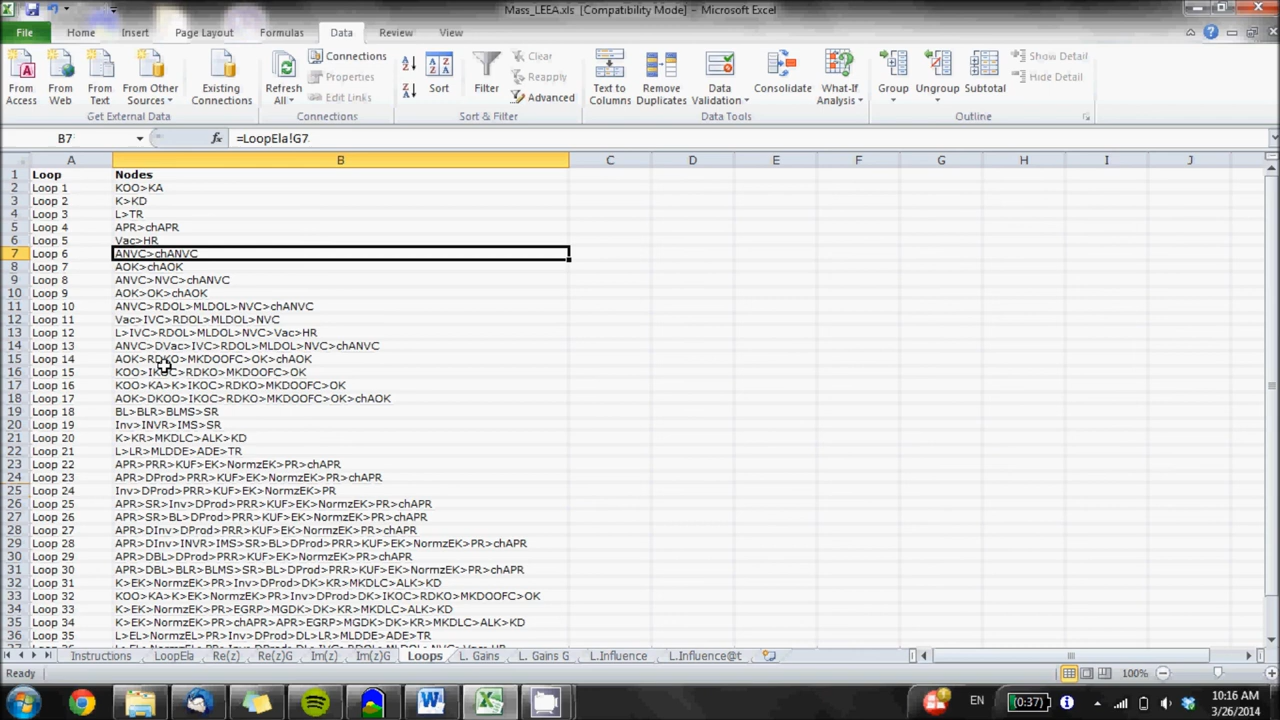 Mass_LEEA.xls [Compatibility Mode] - Microsoft Excel
File Home Insert Page Layout Formulas Data Review View
From Access
From Web
From Text
From Other Sources
Existing Connections
Get External Data
Refresh All
Connections
Properties
Edit Links
Connections
Sort
Filter
Clear
Reapply
Advanced
Sort & Filter
Text to Columns
Remove Duplicates
Data Validation
Consolidate
What-If Analysis
Data Tools
Group
Ungroup
Subtotal
Show Detail
Hide Detail
Outline
B7 fx =LoopEla!G7
A B C D E F G H I J
1 Loop Nodes
2 Loop 1 KOO>KA
3 Loop 2 K>KD
4 Loop 3 L>TR
5 Loop 4 APR>chAPR
6 Loop 5 Vac>HR
7 Loop 6 ANVC>chANVC
8 Loop 7 AOK>chAOK
9 Loop 8 ANVC>NVC>chANVC
10 Loop 9 AOK>OK>chAOK
11 Loop 10 ANVC>RDOL>MLDOL>NVC>chANVC
12 Loop 11 Vac>IVC>RDOL>MLDOL>NVC
13 Loop 12 L>IVC>RDOL>MLDOL>NVC>Vac>HR
14 Loop 13 ANVC>DVac>IVC>RDOL>MLDOL>NVC>chANVC
15 Loop 14 AOK>RDKO>MKDOOFC>OK>chAOK
16 Loop 15 KOO>IKOC>RDKO>MKDOOFC>OK
17 Loop 16 KOO>KA>K>IKOC>RDKO>MKDOOFC>OK
18 Loop 17 AOK>DKOO>IKOC>RDKO>MKDOOFC>OK>chAOK
19 Loop 18 BL>BLR>BLMS>SR
20 Loop 19 Inv>INVR>IMS>SR
21 Loop 20 K>KR>MKDLC>ALK>KD
22 Loop 21 L>LR>MLDDE>ADE>TR
23 Loop 22 APR>PRR>KUF>EK>NormzEK>PR>chAPR
24 Loop 23 APR>DProd>PRR>KUF>EK>NormzEK>PR>chAPR
25 Loop 24 Inv>DProd>PRR>KUF>EK>NormzEK>PR
26 Loop 25 APR>SR>Inv>DProd>PRR>KUF>EK>NormzEK>PR>chAPR
27 Loop 26 APR>SR>BL>DProd>PRR>KUF>EK>NormzEK>PR>chAPR
28 Loop 27 APR>DInv>DProd>PRR>KUF>EK>NormzEK>PR>chAPR
29 Loop 28 APR>DInv>INVR>IMS>SR>BL>DProd>PRR>KUF>EK>NormzEK>PR>chAPR
30 Loop 29 APR>DBL>DProd>PRR>KUF>EK>NormzEK>PR>chAPR
31 Loop 30 APR>DBL>BLR>BLMS>SR>BL>DProd>PRR>KUF>EK>NormzEK>PR>chAPR
32 Loop 31 K>EK>NormzEK>PR>Inv>DProd>DK>KR>MKDLC>ALK>KD
33 Loop 32 KOO>KA>K>EK>NormzEK>PR>Inv>DProd>DK>IKOC>RDKO>MKDOOFC>OK
34 Loop 33 K>EK>NormzEK>PR>EGRP>MGDK>DK>KR>MKDLC>ALK>KD
35 Loop 34 K>EK>NormzEK>PR>chAPR>APR>EGRP>MGDK>DK>KR>MKDLC>ALK>KD
36 Loop 35 L>EL>NormzEL>PR>Inv>DProd>DL>LR>MLDDE>ADE>TR
Instructions LoopEla Re(z) Re(z)G Im(z) Im(z)G Loops L. Gains L. Gains G L.Influence L.Influence@t
Ready 100%
EN (0:37) 10:16 AM
3/26/2014